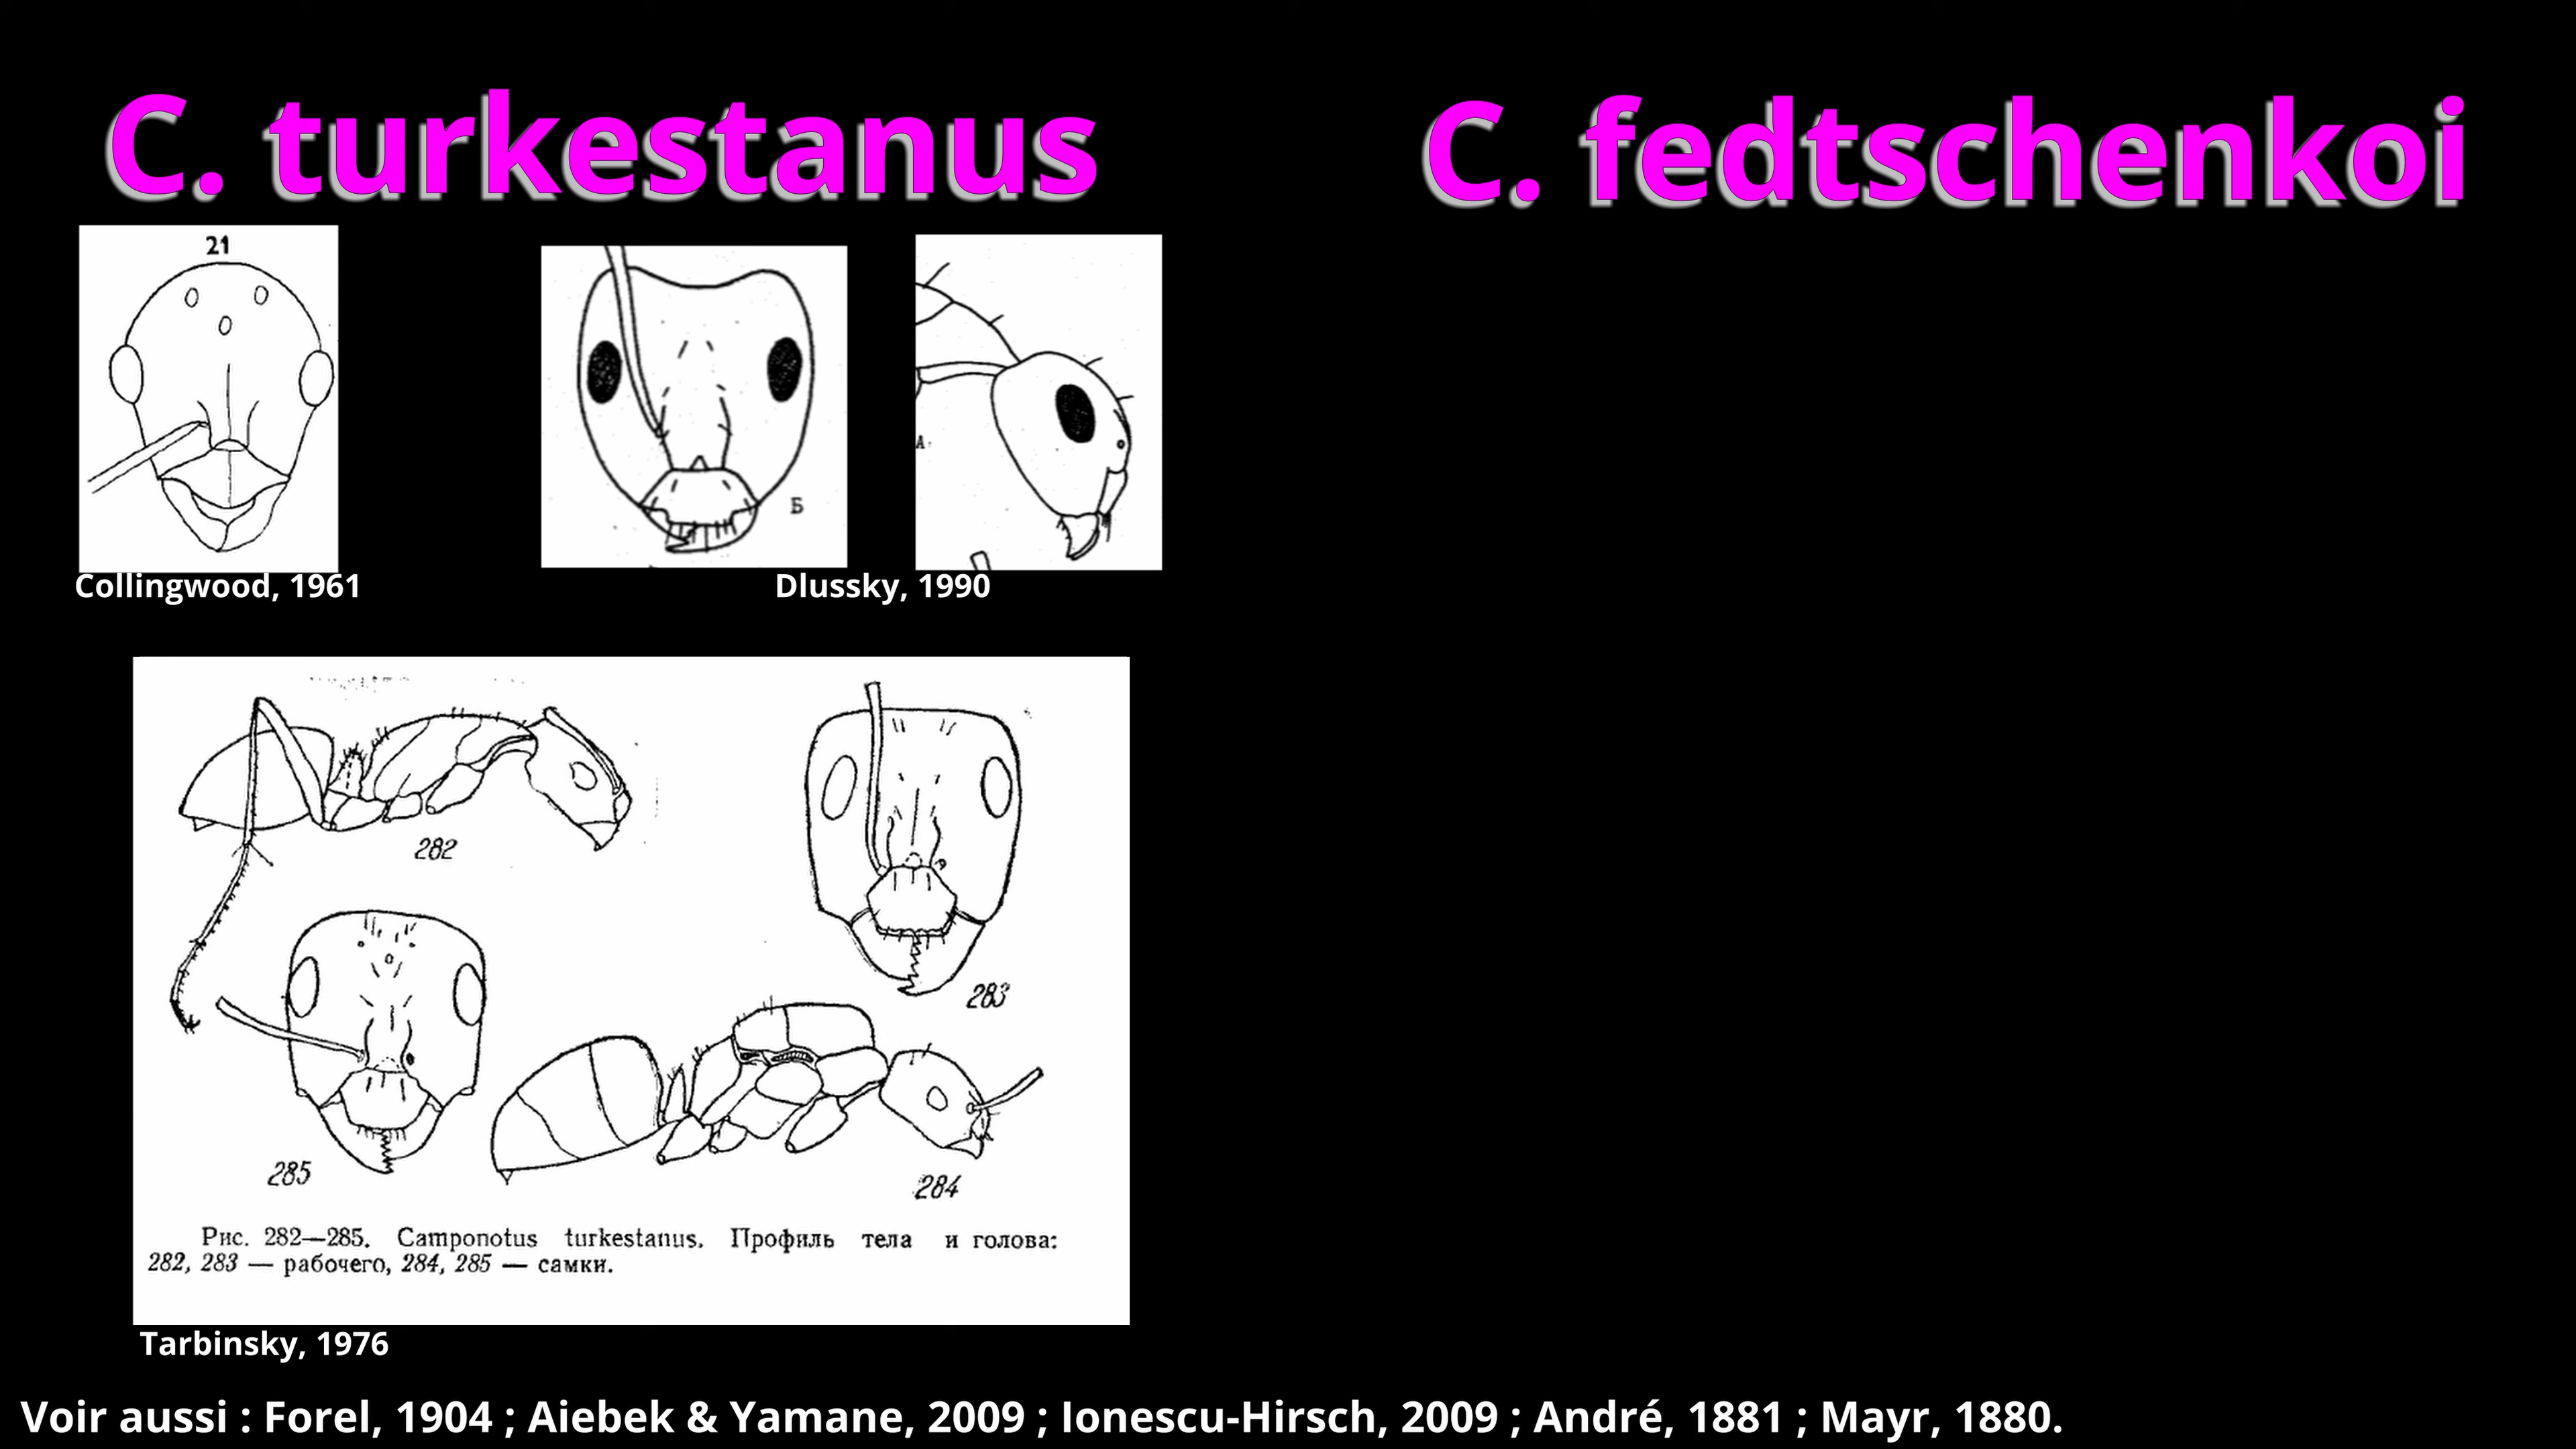 C. turkestanus
C. fedtschenkoi
21
Б
А
Collingwood, 1961
Dlussky, 1990
282
283
285
284
Рис. 282—285. Camponotus turkestanus. Профиль тела и голова:
282, 283 — рабочего, 284, 285 — самки.
Tarbinsky, 1976
Voir aussi : Forel, 1904 ; Aiebek & Yamane, 2009 ; Ionescu-Hirsch, 2009 ; André, 1881 ; Mayr, 1880.